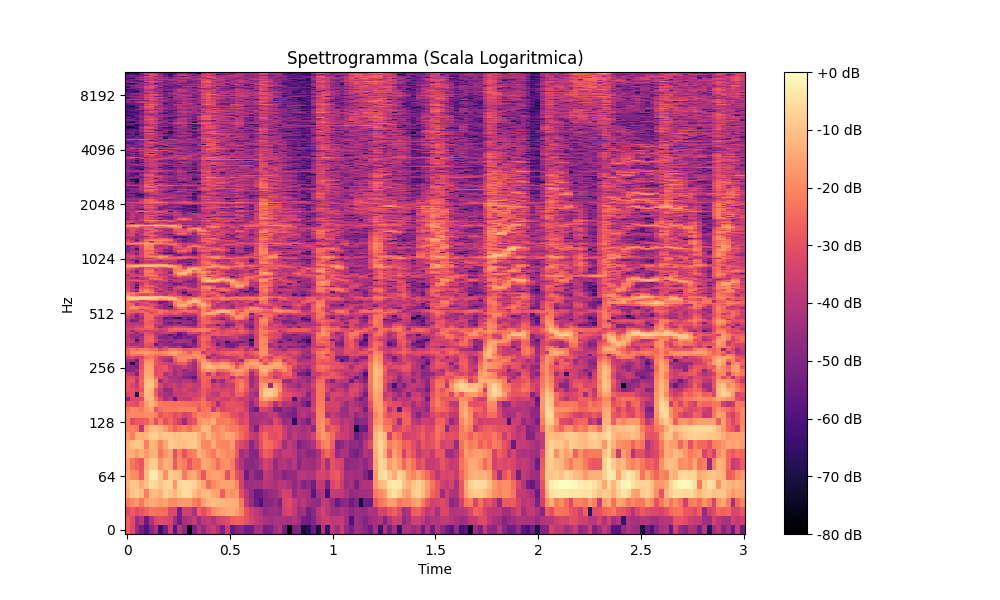 Spettrogramma (Scala Logaritmica)
8192
4096
2048
1024
512
256
128
64
0
Hz
0 0.5 1 1.5 2 2.5 3
Time
+0 dB
-10 dB
-20 dB
-30 dB
-40 dB
-50 dB
-60 dB
-70 dB
-80 dB